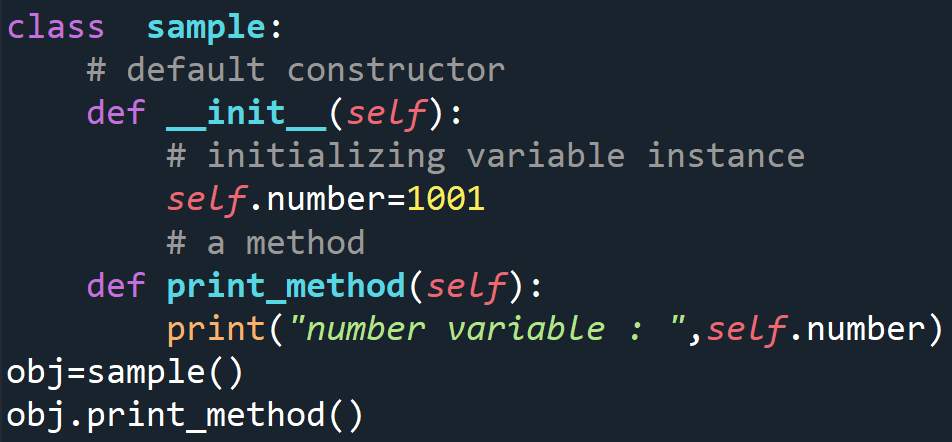 class  sample:
    # default constructor
    def __init__(self):
        # initializing variable instance
        self.number=1001
        # a method
    def print_method(self):
        print("number variable : ",self.number)
obj=sample()
obj.print_method()